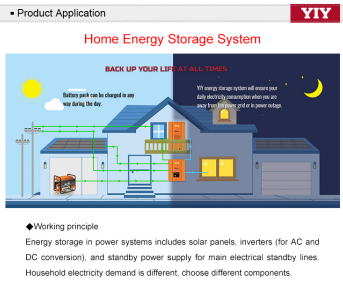 ▪ Product Application
YIY
Home Energy Storage System
BACK UP YOUR LIFE AT ALL TIMES
Battery pack can be charged in any
way during the day.
YIY energy storage system will ensure your
daily electricity consumption when you are
away from the power grid or in power outage.
◆Working principle
Energy storage in power systems includes solar panels, inverters (for AC and
DC conversion), and standby power supply for main electrical standby lines.
Household electricity demand is different, choose different components.